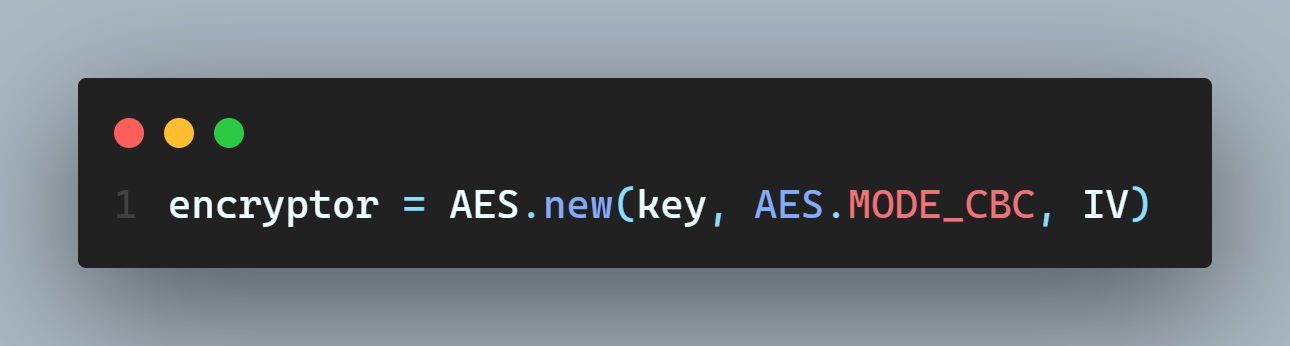 1 encryptor = AES.new(key, AES.MODE_CBC, IV)